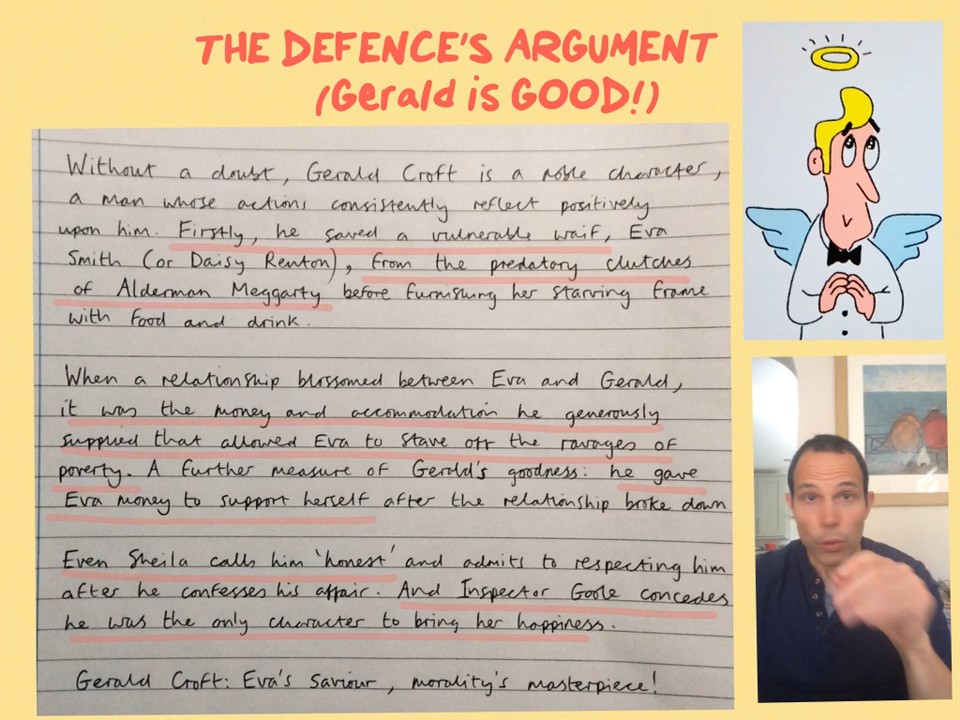 THE DEFENCE'S ARGUMENT
(Gerald is GOOD!)
Without a doubt, Gerald Croft is a noble character,
a man whose actions consistently reflect positively
upon him. Firstly, he saved a vulnerable waif, Eva
Smith (or Daisy Renton), from the predatory clutches
of Alderman Meggarty before furnishing her starving frame
with food and drink.
When a relationship blossomed between Eva and Gerald,
it was the money and accommodation he generously
supplied that allowed Eva to stave off the ravages of
poverty. A further measure of Gerald's goodness: he gave
Eva money to support herself after the relationship broke down
Even Sheila calls him 'honest' and admits to respecting him
after he confesses his affair. And Inspector Goole concedes
he was the only character to bring her happiness.
Gerald Croft: Eva's saviour, morality's masterpiece!